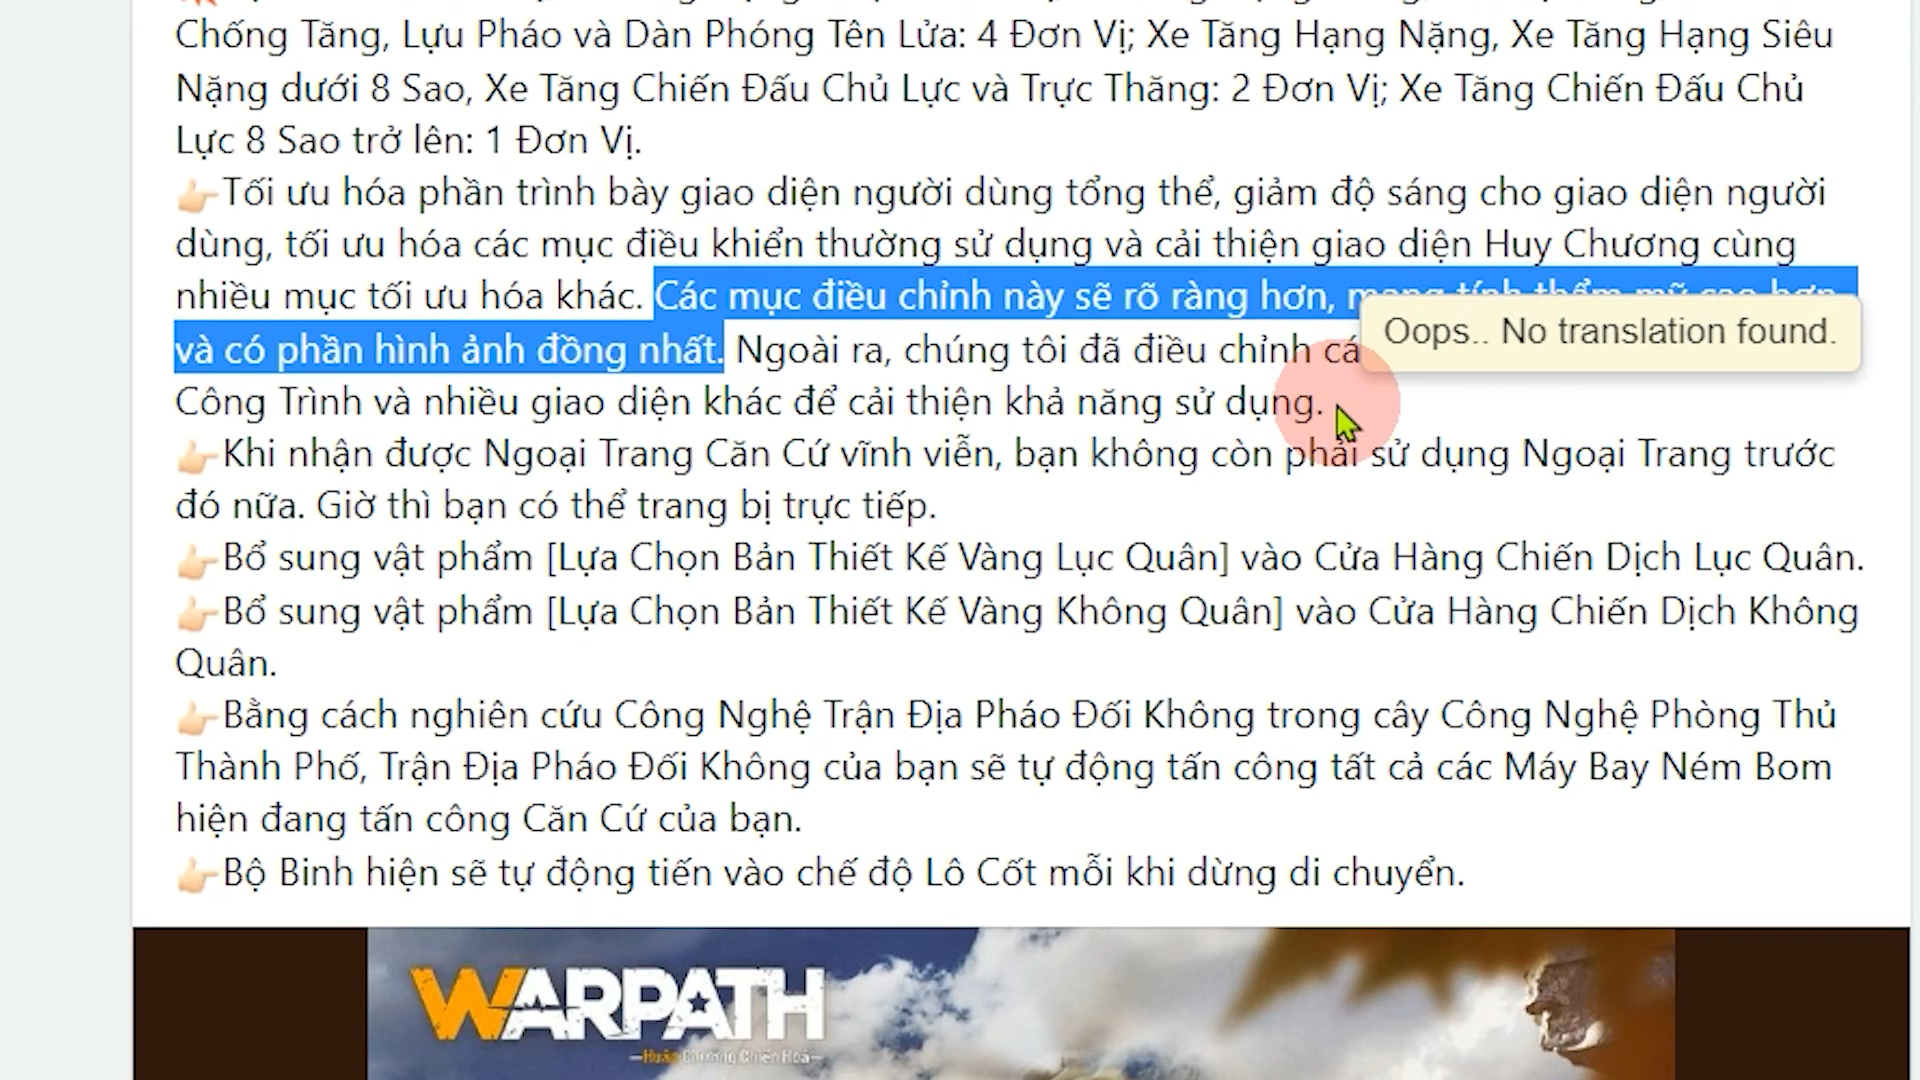 Chống Tăng, Lựu Pháo và Dàn Phóng Tên Lửa: 4 Đơn Vị; Xe Tăng Hạng Nặng, Xe Tăng Hạng Siêu
Nặng dưới 8 Sao, Xe Tăng Chiến Đấu Chủ Lực và Trực Thăng: 2 Đơn Vị; Xe Tăng Chiến Đấu Chủ
Lực 8 Sao trở lên: 1 Đơn Vị.
👉🏻Tối ưu hóa phần trình bày giao diện người dùng tổng thể, giảm độ sáng cho giao diện người
dùng, tối ưu hóa các mục điều khiển thường sử dụng và cải thiện giao diện Huy Chương cùng
nhiều mục tối ưu hóa khác. Các mục điều chỉnh này sẽ rõ ràng hơn, mang tính thẩm mỹ cao hơn
Oops.. No translation found.
và có phần hình ảnh đồng nhất. Ngoài ra, chúng tôi đã điều chỉnh
Công Trình và nhiều giao diện khác để cải thiện khả năng sử dụng.
👉🏻Khi nhận được Ngoại Trang Căn Cứ vĩnh viễn, bạn không còn phải sử dụng Ngoại Trang trước
đó nữa. Giờ thì bạn có thể trang bị trực tiếp.
👉🏻Bổ sung vật phẩm [Lựa Chọn Bản Thiết Kế Vàng Lục Quân] vào Cửa Hàng Chiến Dịch Lục Quân.
👉🏻Bổ sung vật phẩm [Lựa Chọn Bản Thiết Kế Vàng Không Quân] vào Cửa Hàng Chiến Dịch Không
Quân.
👉🏻Bằng cách nghiên cứu Công Nghệ Trận Địa Pháo Đối Không trong cây Công Nghệ Phòng Thủ
Thành Phố, Trận Địa Pháo Đối Không của bạn sẽ tự động tấn công tất cả các Máy Bay Ném Bom
hiện đang tấn công Căn Cứ của bạn.
👉🏻Bộ Binh hiện sẽ tự động tiến vào chế độ Lô Cốt mỗi khi dừng di chuyển.
WARPATH
—Huân Chương Chiến Hỏa—